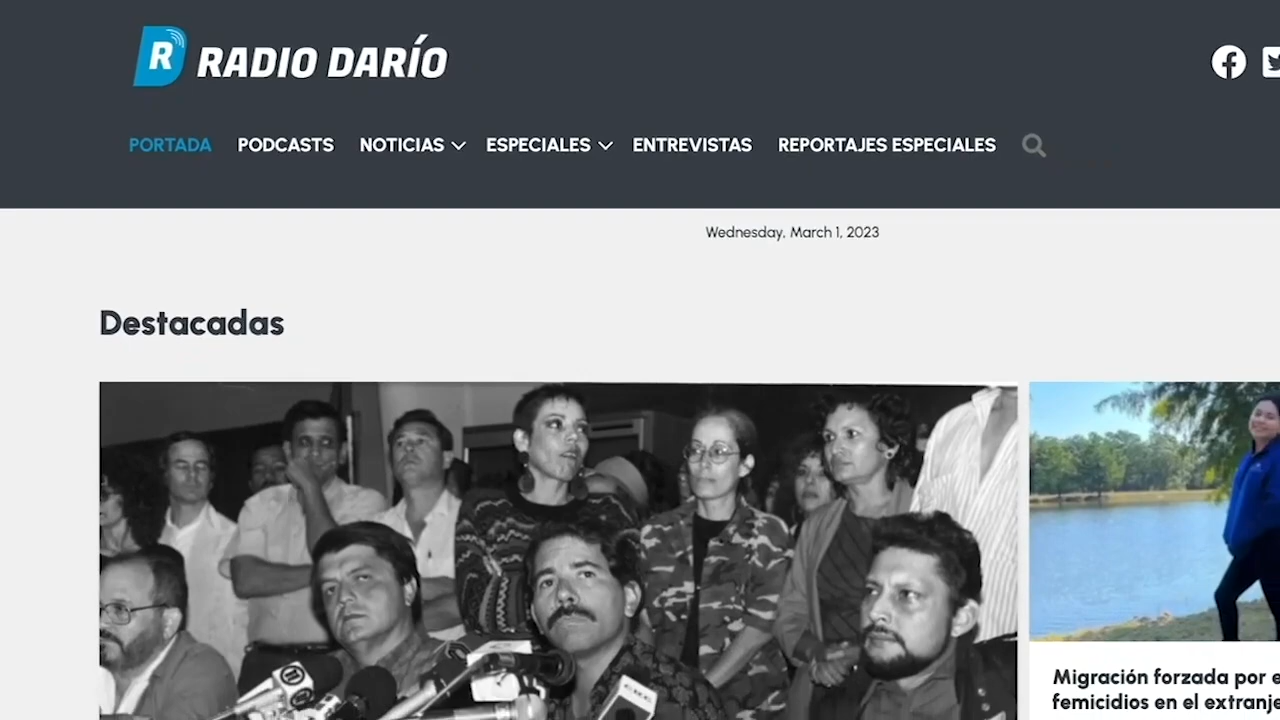 R RADIO DARÍO
PORTADA PODCASTS NOTICIAS ESPECIALES ENTREVISTAS REPORTAJES ESPECIALES
Wednesday, March 1, 2023
Destacadas
Migración forzada por
femicidios en el